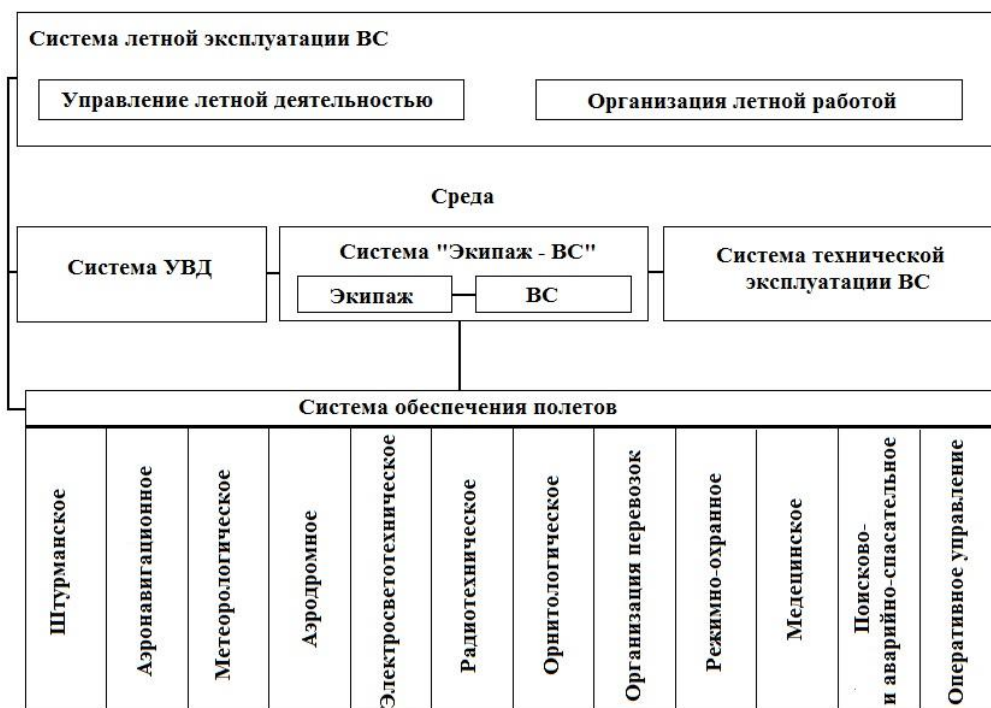 Система летной эксплуатации ВС
Управление летной деятельностью
Организация летной работой
Среда
Система УВД
Система "Экипаж - ВС"
Экипаж
ВС
Система технической
эксплуатации ВС
Система обеспечения полетов
Штурманское
Аэронавигационное
Метеорологическое
Аэродромное
Электросветотехническое
Радиотехническое
Орнитологическое
Организация перевозок
Режимно-охранное
Медецинское
Поисково-
и аварийно-спасательное
Оперативное управление